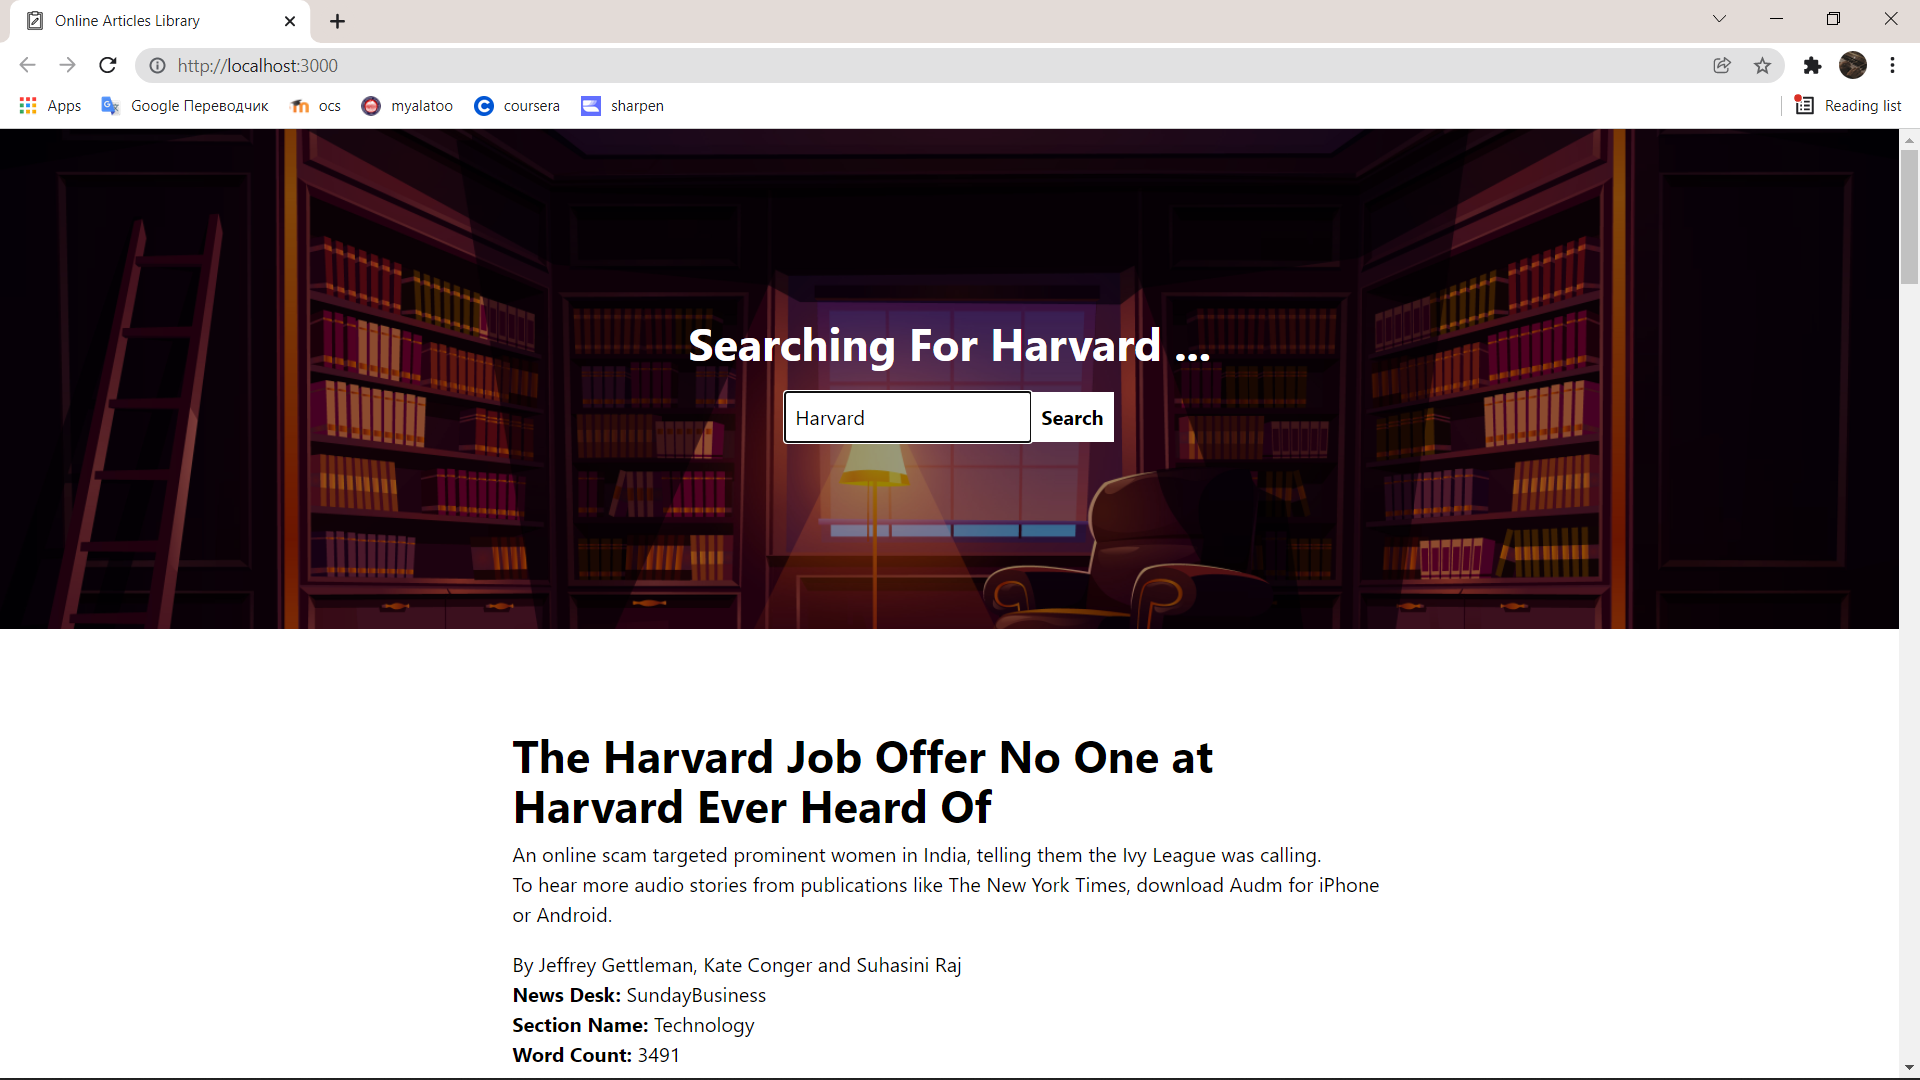 Online Articles Library
http://localhost:3000
Apps Google Переводчик ocs myalatoo coursera sharpen Reading list
Searching For Harvard ...
Harvard Search
The Harvard Job Offer No One at
Harvard Ever Heard Of
An online scam targeted prominent women in India, telling them the Ivy League was calling.
To hear more audio stories from publications like The New York Times, download Audm for iPhone
or Android.
By Jeffrey Gettleman, Kate Conger and Suhasini Raj
News Desk: SundayBusiness
Section Name: Technology
Word Count: 3491